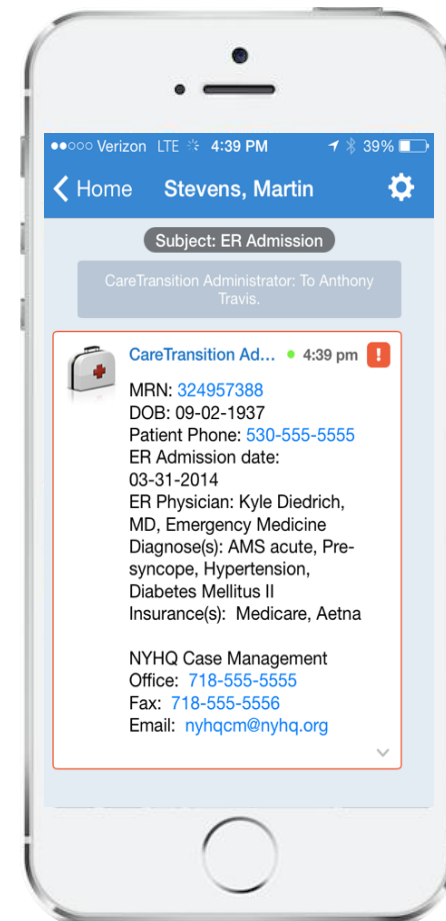 Verizon LTE 4:39 PM 39%
Home Stevens, Martin
Subject: ER Admission
CareTransition Administrator: To Anthony
Travis.
CareTransition Ad... 4:39 pm !
MRN: 324957388
DOB: 09-02-1937
Patient Phone: 530-555-5555
ER Admission date:
03-31-2014
ER Physician: Kyle Diedrich,
MD, Emergency Medicine
Diagnose(s): AMS acute, Pre-
syncope, Hypertension,
Diabetes Mellitus II
Insurance(s): Medicare, Aetna
NYHQ Case Management
Office: 718-555-5555
Fax: 718-555-5556
Email: nyhqcm@nyhq.org